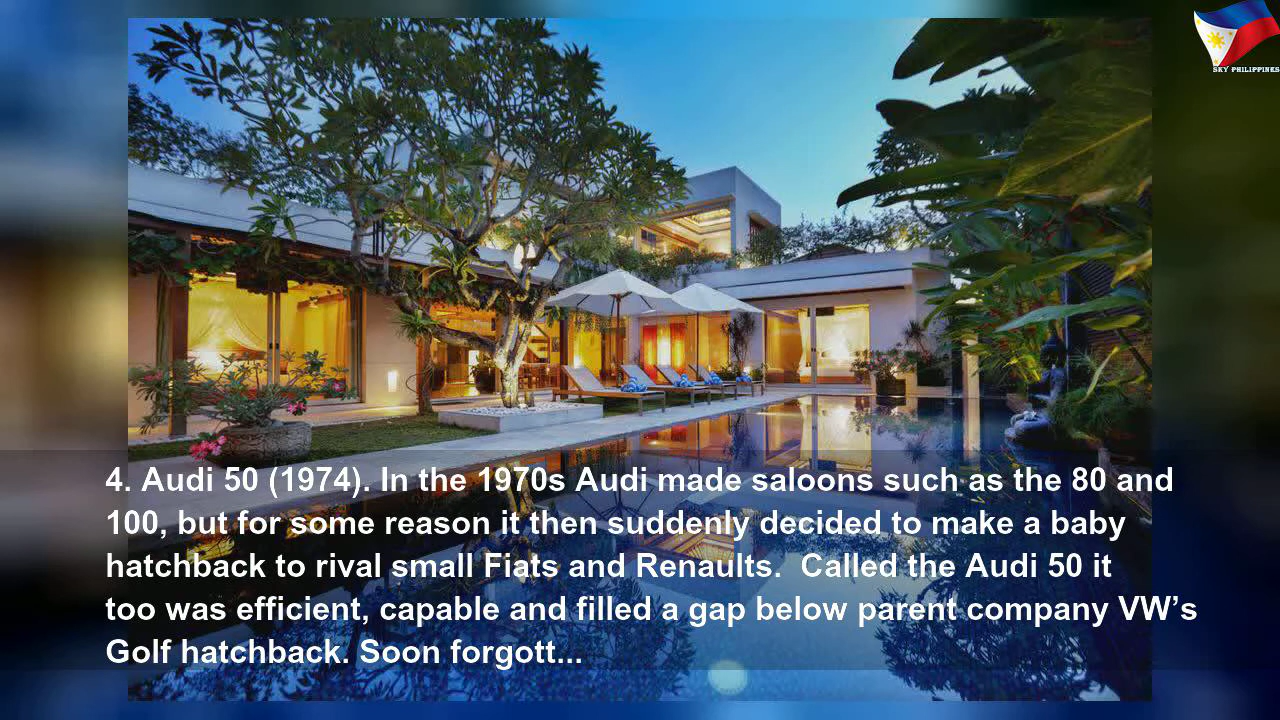 SKY PHILIPPINES
4. Audi 50 (1974). In the 1970s Audi made saloons such as the 80 and
100, but for some reason it then suddenly decided to make a baby
hatchback to rival small Fiats and Renaults.  Called the Audi 50 it
too was efficient, capable and filled a gap below parent company VW’s
Golf hatchback. Soon forgott...